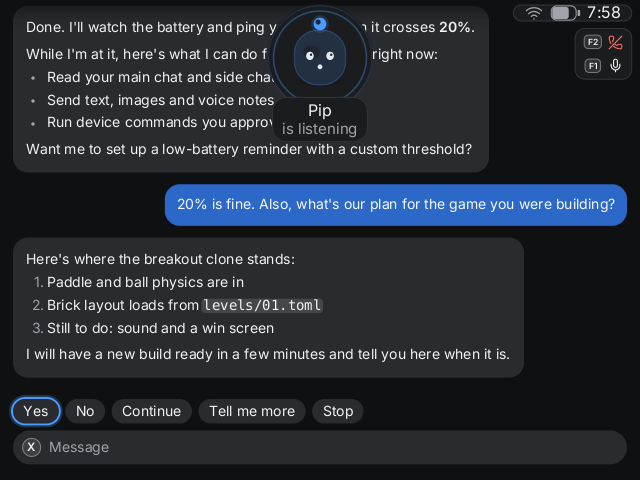 7:58
Done. I'll watch the battery and ping y n it crosses 20%.
While I'm at it, here's what I can do f right now:
• Read your main chat and side cha
• Send text, images and voice notes
• Run device commands you approv
Want me to set up a low-battery reminder with a custom threshold?
F2
F1
Pip
is listening
20% is fine. Also, what's our plan for the game you were building?
Here's where the breakout clone stands:
1. Paddle and ball physics are in
2. Brick layout loads from levels/01.toml
3. Still to do: sound and a win screen
I will have a new build ready in a few minutes and tell you here when it is.
Yes No Continue Tell me more Stop
X Message